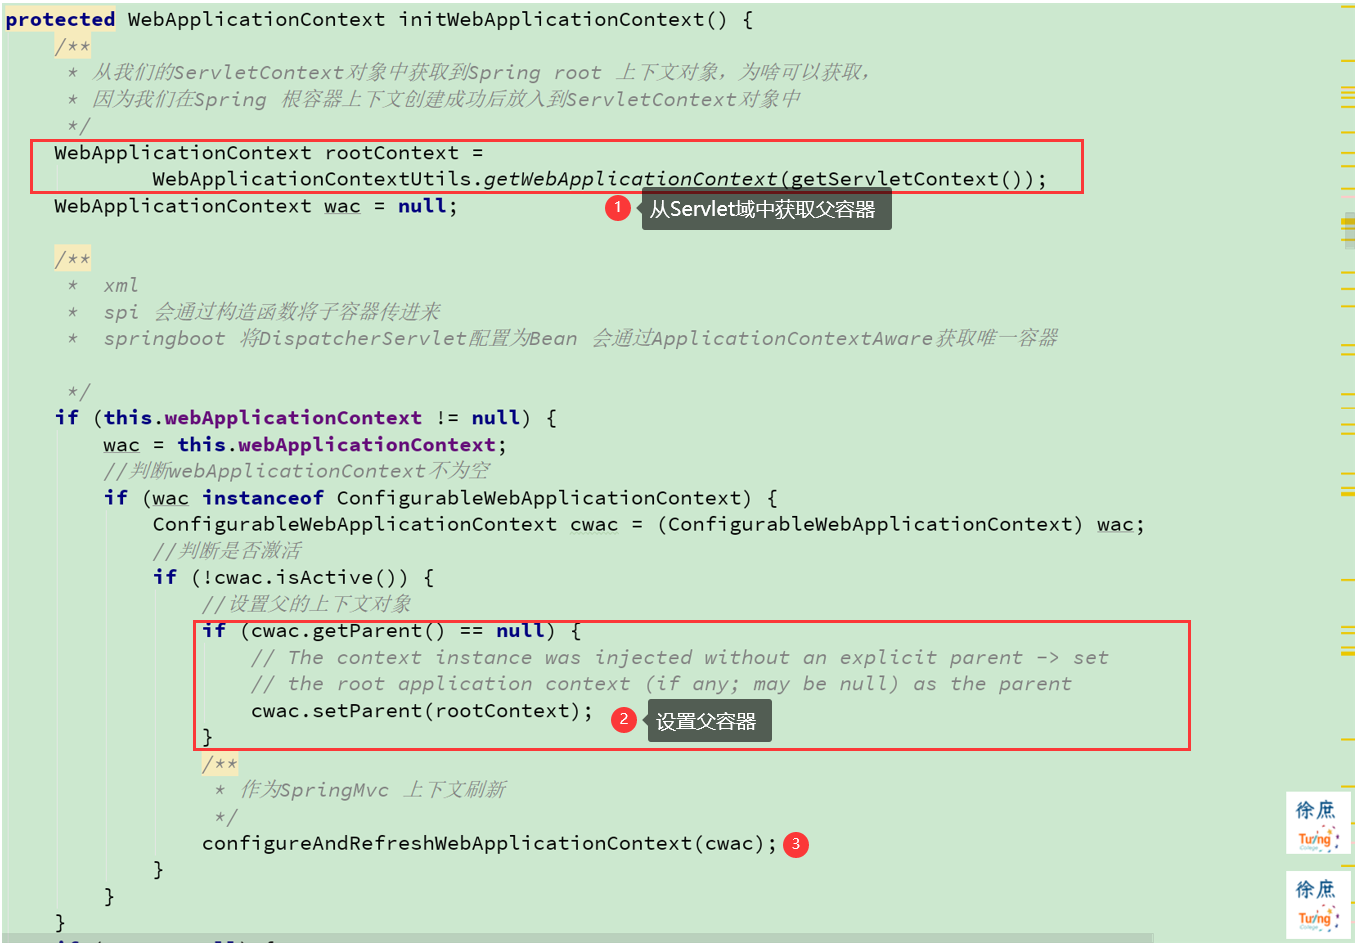 protected WebApplicationContext initWebApplicationContext() {
/**
* 从我们的ServletContext对象中获取到Spring root 上下文对象，为啥可以获取，
* 因为我们在Spring 根容器上下文创建成功后放入到ServletContext对象中
*/
WebApplicationContext rootContext =
WebApplicationContextUtils.getWebApplicationContext(getServletContext());
WebApplicationContext wac = null;
1 从Servlet域中获取父容器
/**
* xml
* spi 会通过构造函数将子容器传进来
* springboot 将DispatcherServlet配置为Bean 会通过ApplicationContextAware获取唯一容器
*/
if (this.webApplicationContext != null) {
wac = this.webApplicationContext;
//判断webApplicationContext不为空
if (wac instanceof ConfigurableWebApplicationContext) {
ConfigurableWebApplicationContext cwac = (ConfigurableWebApplicationContext) wac;
//判断是否激活
if (!cwac.isActive()) {
//设置父的上下文对象
if (cwac.getParent() == null) {
// The context instance was injected without an explicit parent -> set
// the root application context (if any; may be null) as the parent
cwac.setParent(rootContext);
2 设置父容器
}
/**
* 作为SpringMvc 上下文刷新
*/
configureAndRefreshWebApplicationContext(cwac); 3
}
}
}
徐庶
Turing
徐庶
Turing